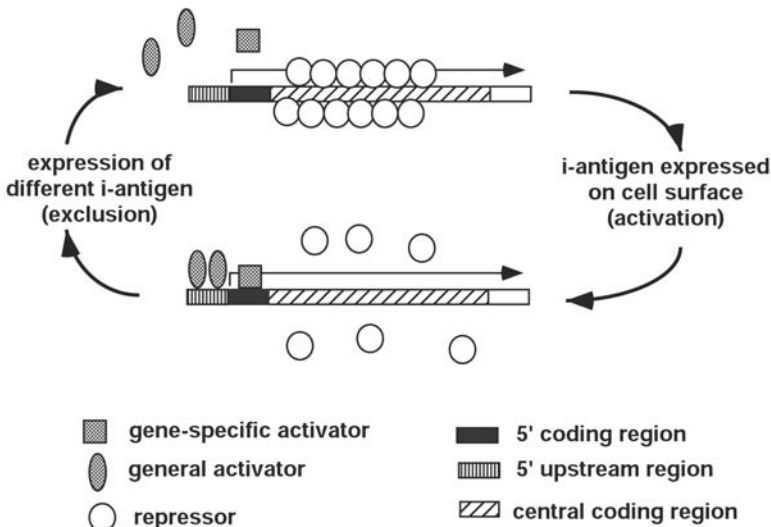 expression of
different i-antigen
(exclusion)
i-antigen expressed
on cell surface
(activation)
gene-specific activator
general activator
repressor
5' coding region
5' upstream region
central coding region